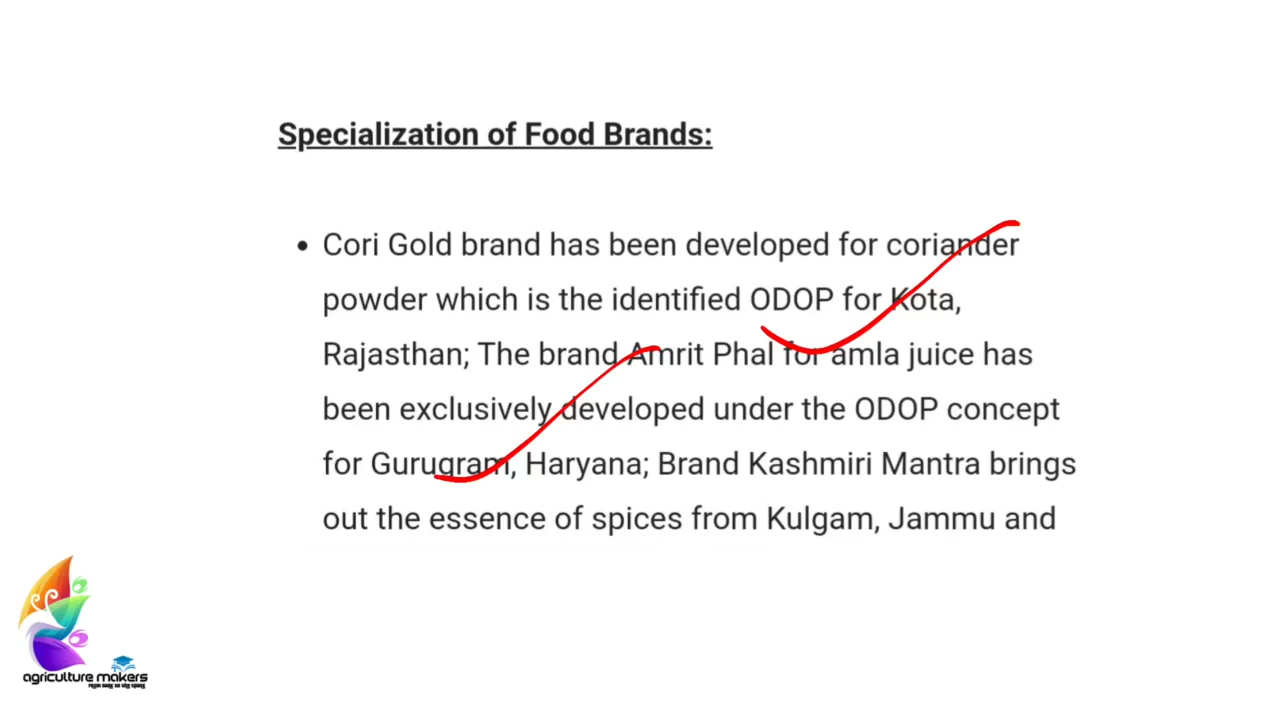 Specialization of Food Brands:
• Cori Gold brand has been developed for coriander
powder which is the identified ODOP for Kota,
Rajasthan; The brand Amrit Phal for amla juice has
been exclusively developed under the ODOP concept
for Gurugram, Haryana; Brand Kashmiri Mantra brings
out the essence of spices from Kulgam, Jammu and
agriculture makers